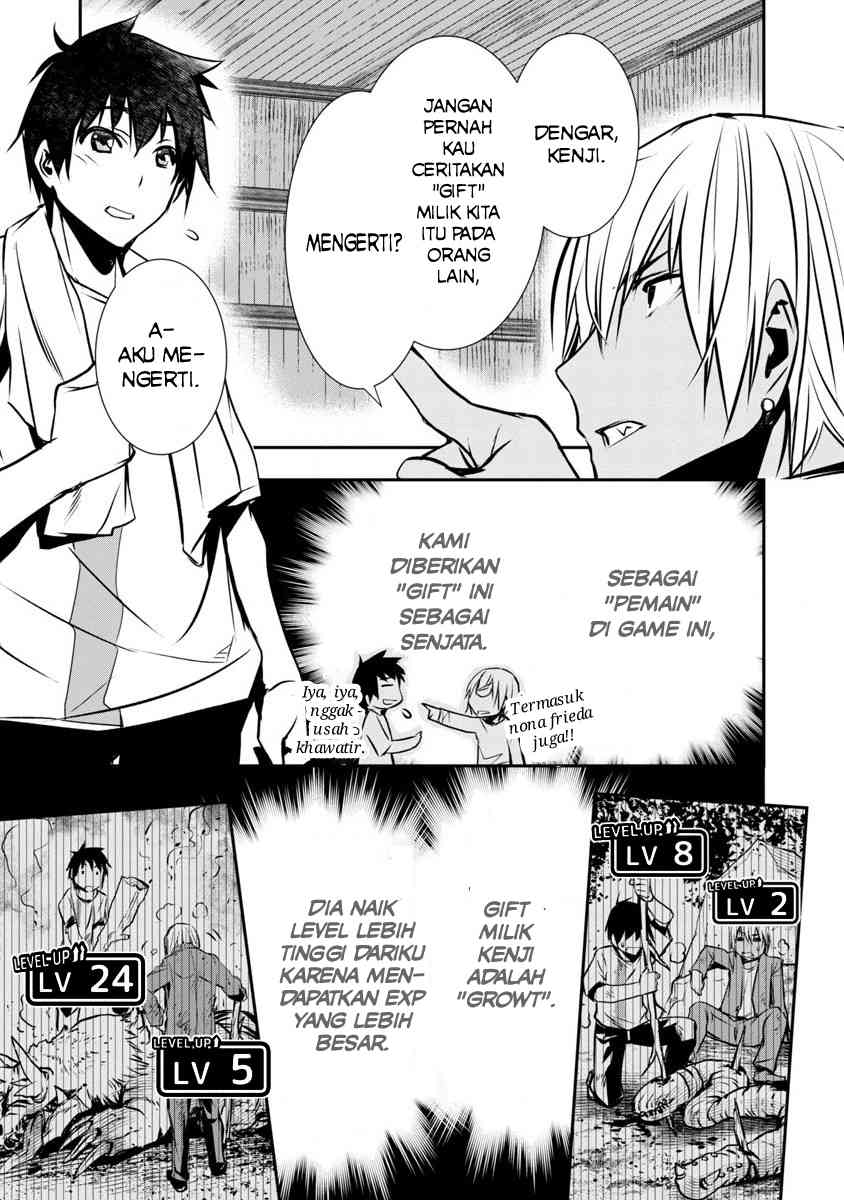 DENGAR,
KENJI.
JANGAN
PERNAH
KAU
CERITAKAN
"GIFT"
MILIK KITA
ITU PADA
ORANG
LAIN,
MENGERTI?
A-
AKU ME-
NGERTI.
SEBAGAI
"PEMAIN"
DI GAME INI,
KAMI
DIBERIKAN
"GIFT" INI
SEBAGAI
SENJATA.
Termasuk
nona frieda
juga!!
Iya, iya,
nggak
usah
khawatir.
LEVEL UP
LV 8
LEVEL UP
LV 2
GIFT
MILIK
KENJI
ADALAH
"GROWT".
DIA NAIK
LEVEL LEBIH
TINGGI DARIKU
KARENA MEN-
DAPATKAN EXP
YANG LEBIH
BESAR.
LEVEL UP
LV 24
LEVEL UP
LV 5